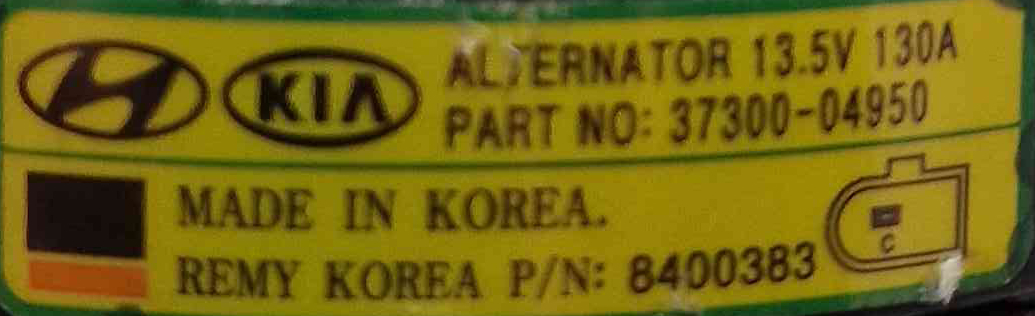 KIA
ALTERNATOR 13.5V 130A
PART NO: 37300-04950
MADE IN KOREA.
REMY KOREA P/N: 8400383
C